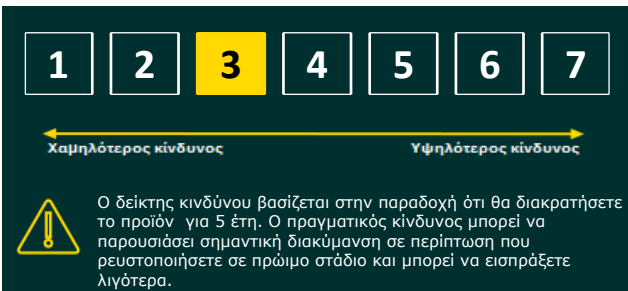 1 2 3 4 5 6 7
Χαμηλότερος κίνδυνος Υψηλότερος κίνδυνος
Ο δείκτης κινδύνου βασίζεται στην παραδοχή ότι θα διακρατήσετε
το προϊόν για 5 έτη. Ο πραγματικός κίνδυνος μπορεί να
παρουσιάσει σημαντική διακύμανση σε περίπτωση που
ρευστοποιήσετε σε πρώιμο στάδιο και μπορεί να εισπράξετε
λιγότερα.